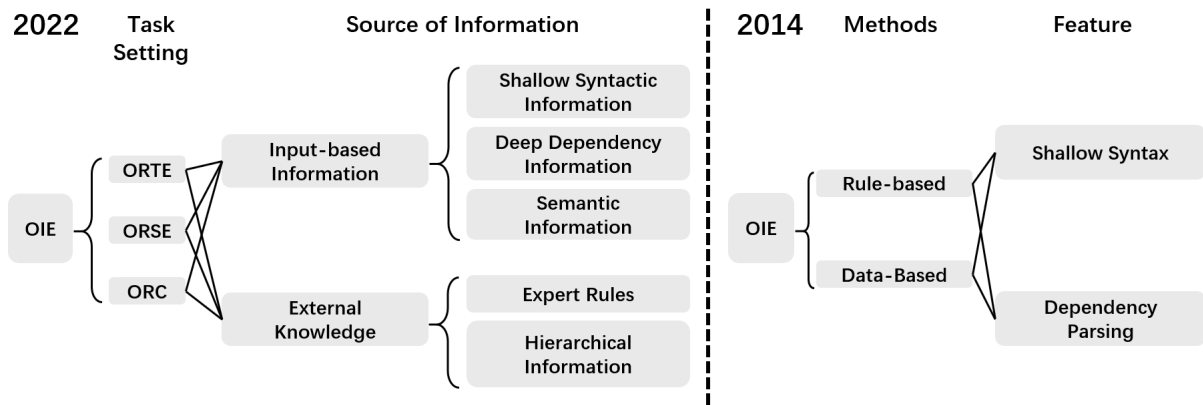 2022
Task
Setting
Source of Information
OIE
ORTE
ORSE
ORC
Input-based
Information
External
Knowledge
Shallow Syntactic
Information
Deep Dependency
Information
Semantic
Information
Expert Rules
Hierarchical
Information
2014
Methods
Feature
OIE
Rule-based
Data-Based
Shallow Syntax
Dependency
Parsing